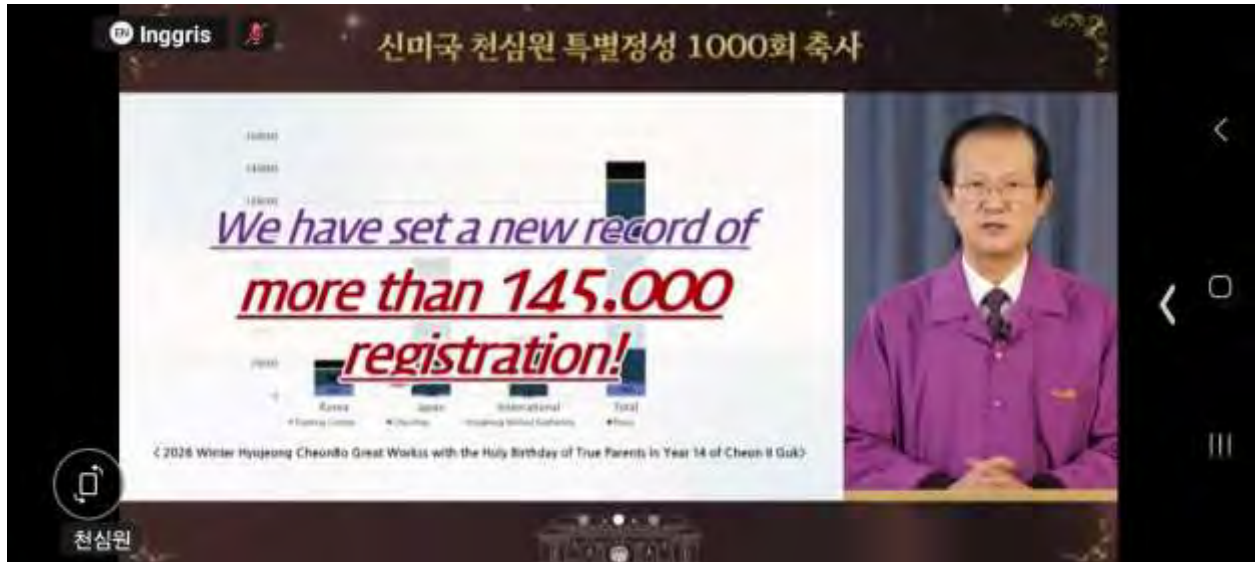 EN Inggris
신미국 천심원 특별정성 1000회 축사
We have set a new record of
more than 145.000
registration!
Korea Japan International Total
< 2026 Winter Hyojeong CheonBo Great Workss with the Holy Birthday of True Parents in Year 14 of Cheon Il Guk>
천심원